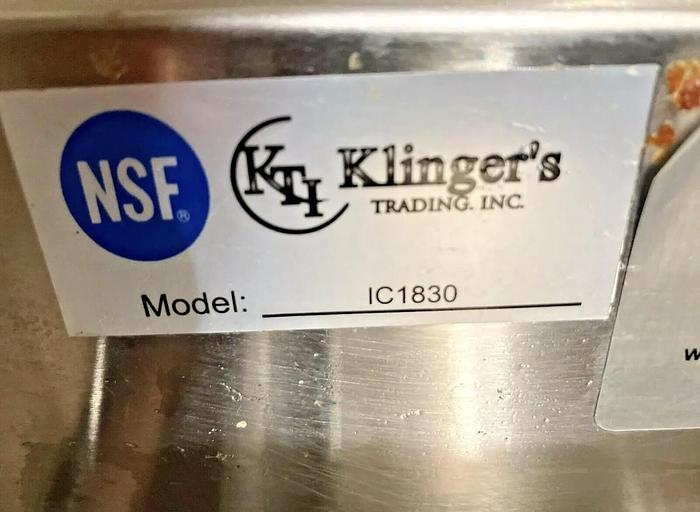 NSF®
KTI Klinger's
TRADING. INC.
Model: IC1830
w